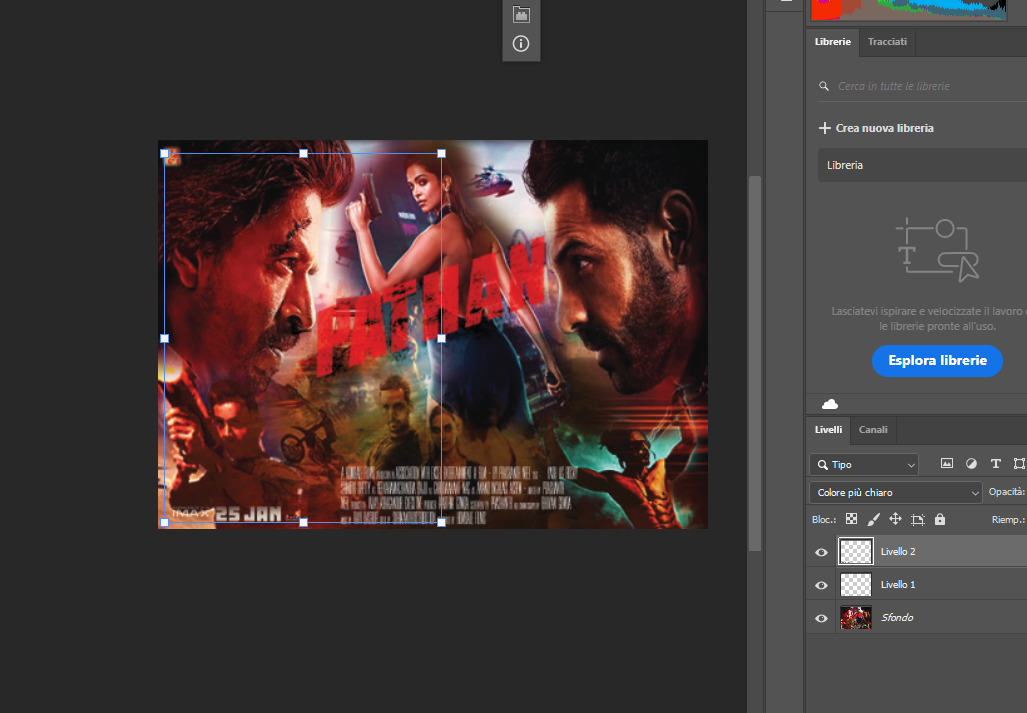 Librerie
Tracciati
Cerca in tutte le librerie
Crea nuova libreria
Libreria
Lasciatevi ispirare e velocizzate il lavoro
le librerie pronte all'uso.
Esplora librerie
PATHAN
IMAX 25 JAN
Livelli
Canali
Tipo
T
Colore più chiaro
Opacità:
Bloc.:
Riemp.:
Livello 2
Livello 1
Sfondo